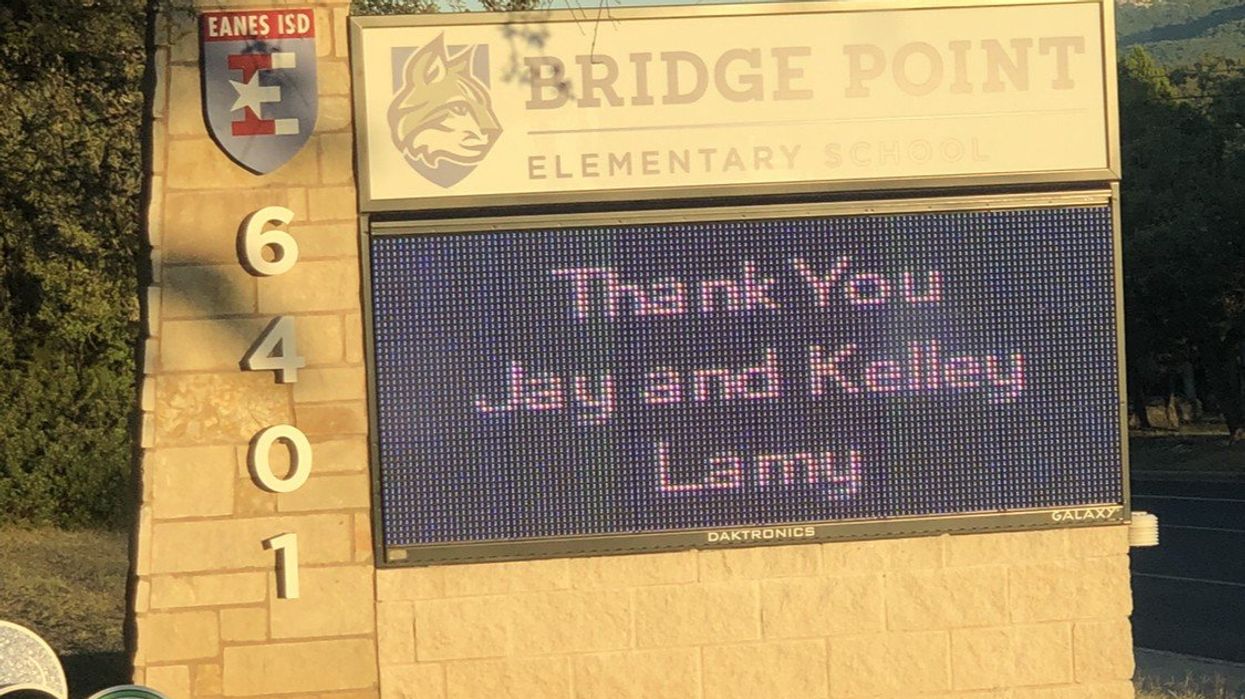 EANES ISD
E
6
4
0
1
BRIDGE POINT
ELEMENTARY SCHOOL
Thank You
Jay and Kelley
Lamy
DAKTRONICS
GALAXY